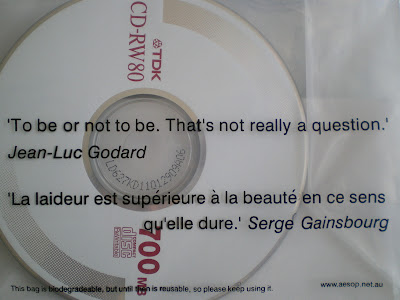 CD-RW80
TDK
'To be or not to be. That's not really a question.'
Jean-Luc Godard
LD627KD11012909A06
'La laideur est supérieure à la beauté en ce sens
qu'elle dure.' Serge Gainsbourg
700MB
This bag is biodegradeable, but until then is reusable, so please keep using it.
www.aesop.net.au